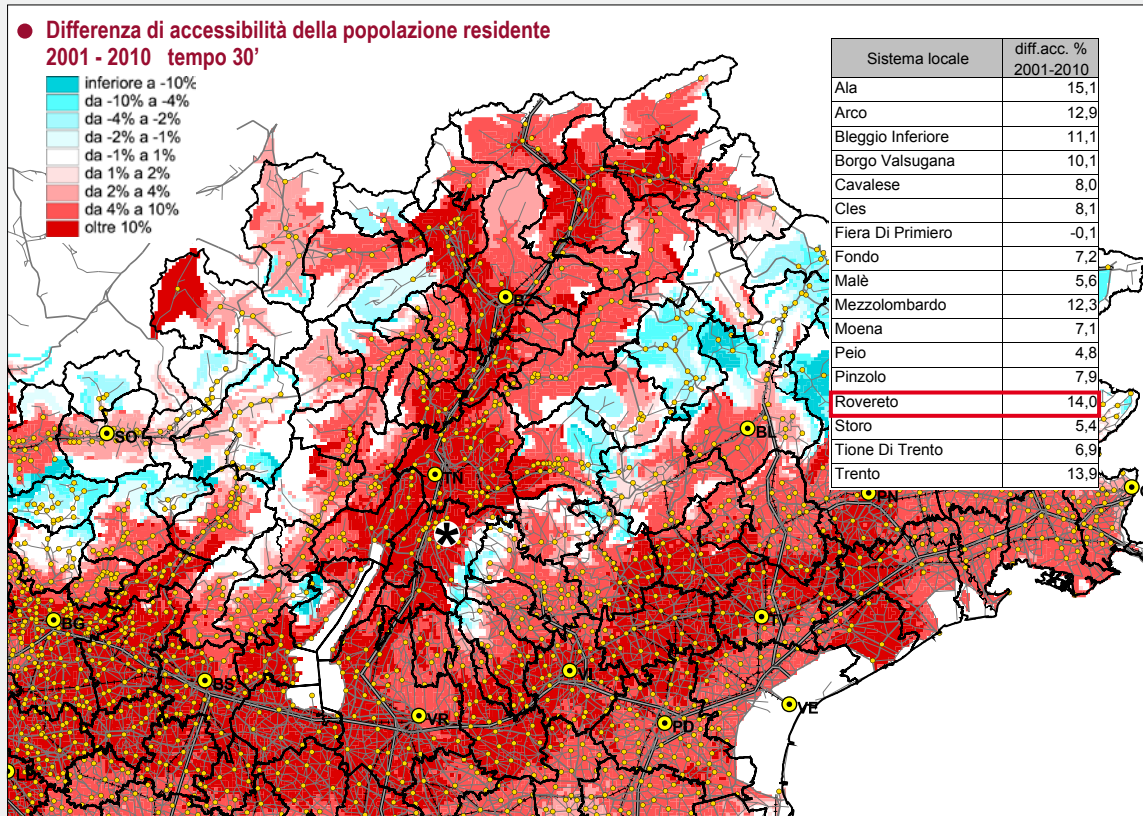 Differenza di accessibilità della popolazione residente
2001 - 2010 tempo 30'
inferiore a -10%
da -10% a -4%
da -4% a -2%
da -2% a -1%
da -1% a 1%
da 1% a 2%
da 2% a 4%
da 4% a 10%
oltre 10%
Sistema locale diff.acc. % 2001-2010
Ala 15,1
Arco 12,9
Bleggio Inferiore 11,1
Borgo Valsugana 10,1
Cavalese 8,0
Cles 8,1
Fiera Di Primiero -0,1
Fondo 7,2
Malè 5,6
Mezzolombardo 12,3
Moena 7,1
Peio 4,8
Pinzolo 7,9
Rovereto 14,0
Storo 5,4
Tione Di Trento 6,9
Trento 13,9
BZ
SO
BL
TN
*
PN
BG
BS
VI
VR
PD
VE